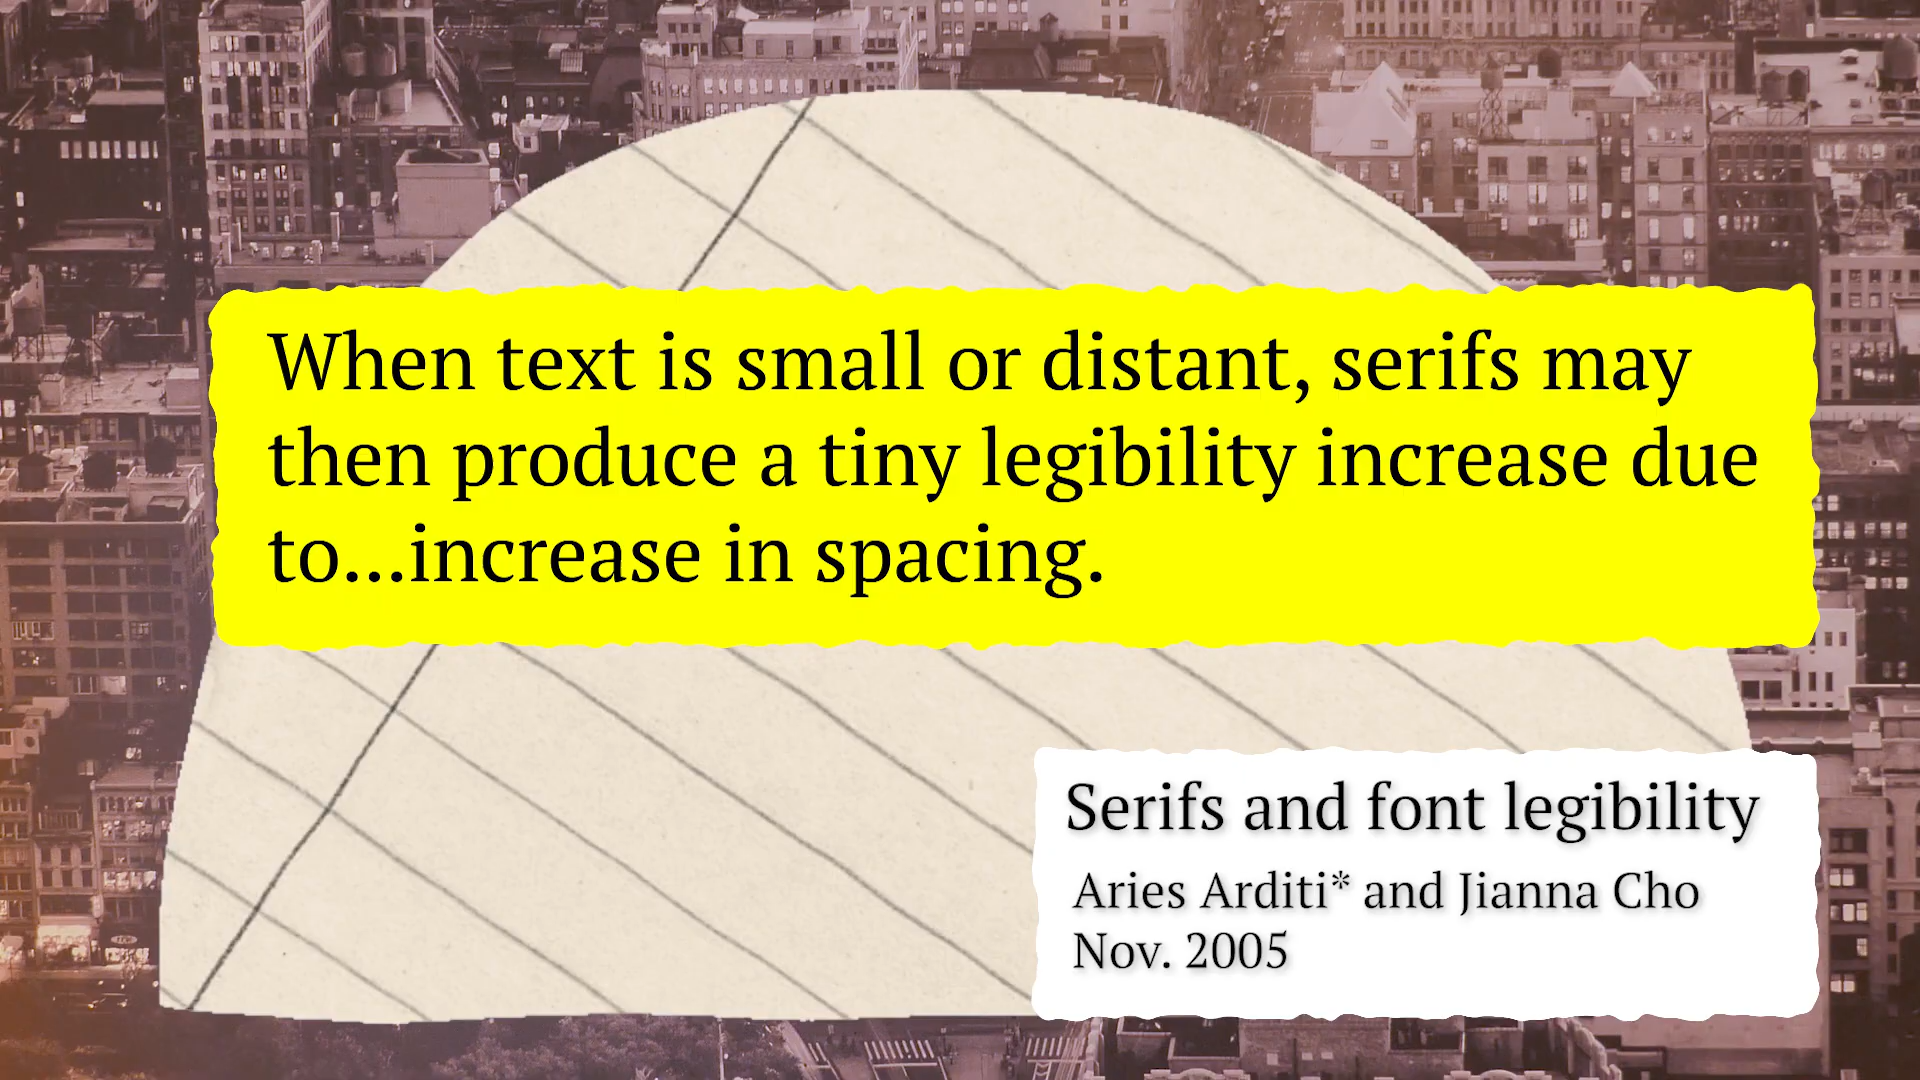 When text is small or distant, serifs may
then produce a tiny legibility increase due
to...increase in spacing.
Serifs and font legibility
Aries Arditi* and Jianna Cho
Nov. 2005